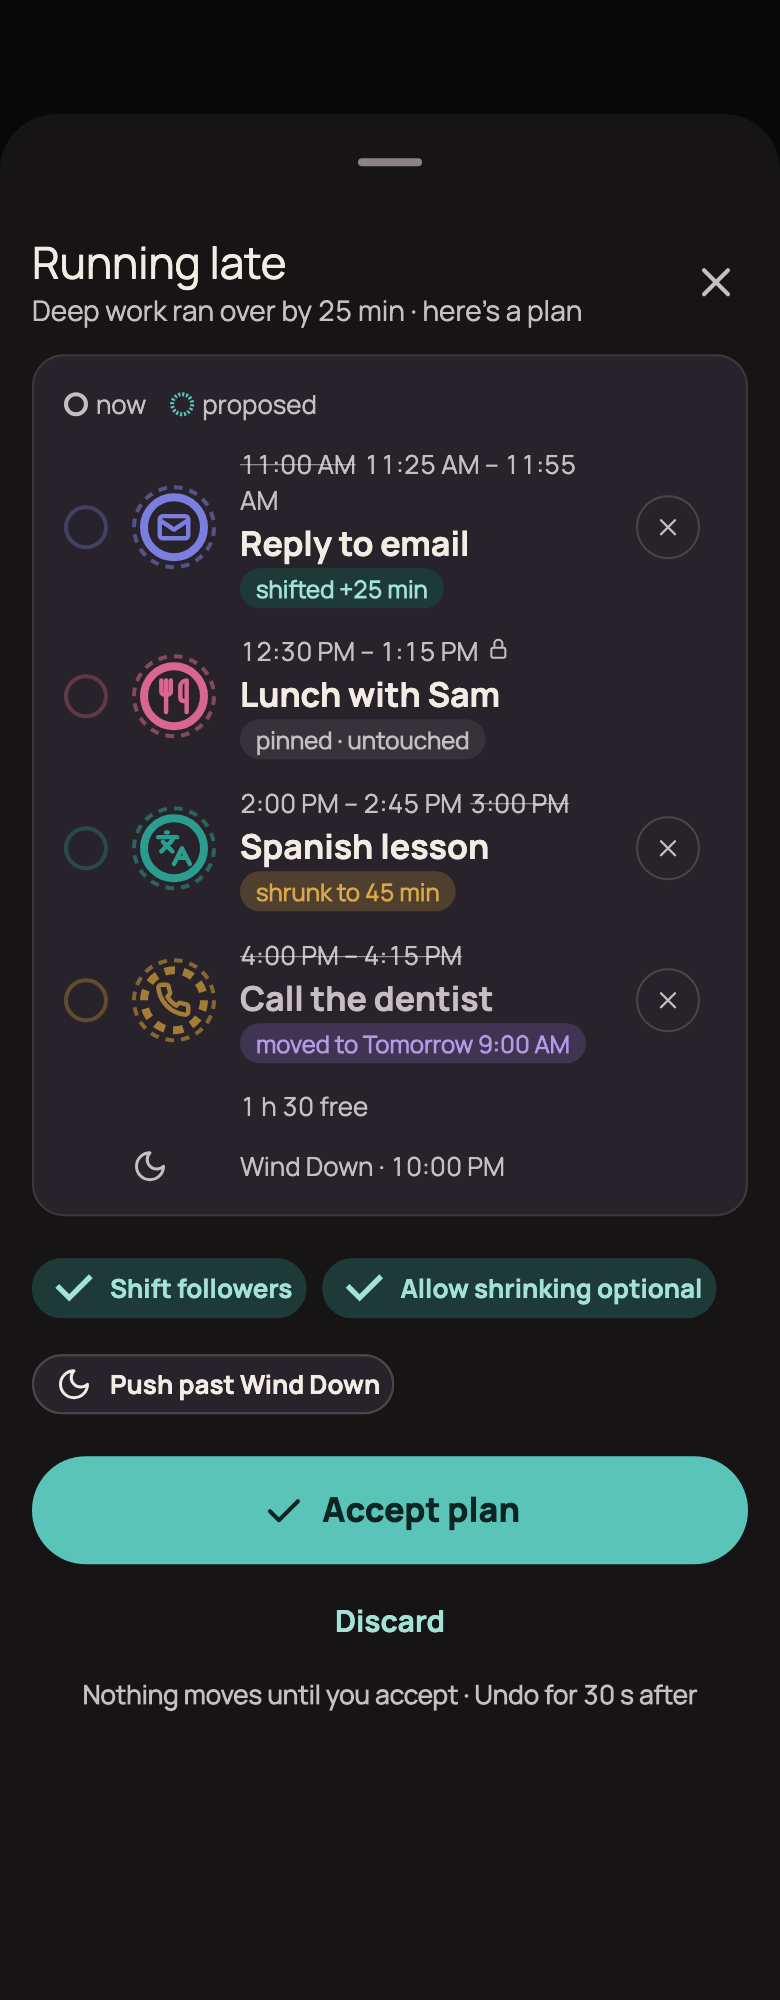 Running late
Deep work ran over by 25 min · here's a plan
now proposed
11:00 AM 11:25 AM – 11:55
AM
Reply to email
shifted +25 min
12:30 PM – 1:15 PM
Lunch with Sam
pinned · untouched
2:00 PM – 2:45 PM 3:00 PM
Spanish lesson
shrunk to 45 min
4:00 PM – 4:15 PM
Call the dentist
moved to Tomorrow 9:00 AM
1 h 30 free
Wind Down · 10:00 PM
Shift followers Allow shrinking optional
Push past Wind Down
Accept plan
Discard
Nothing moves until you accept · Undo for 30 s after